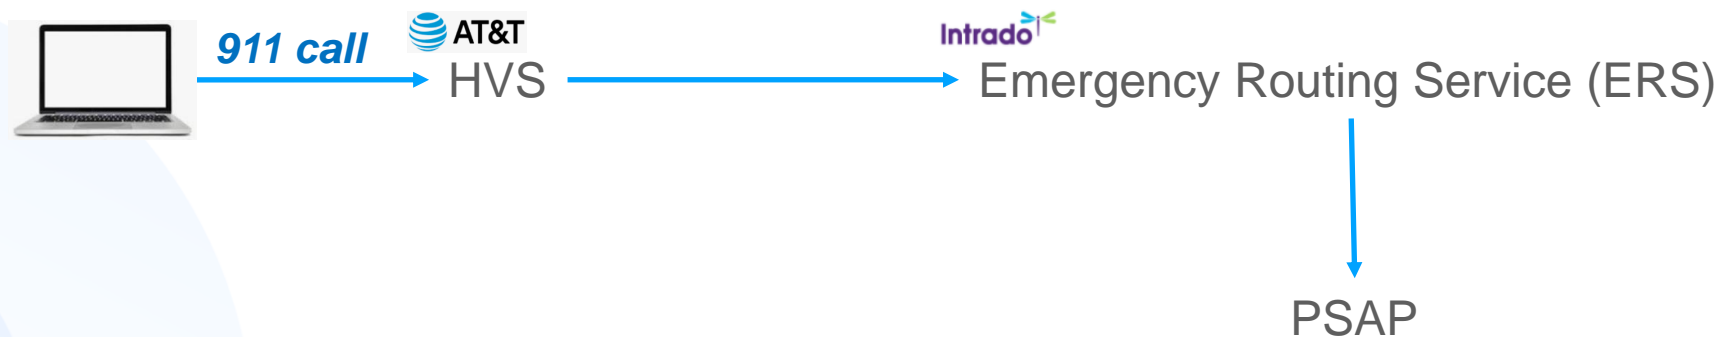 911 call
AT&T
HVS
Intrado
Emergency Routing Service (ERS)
PSAP